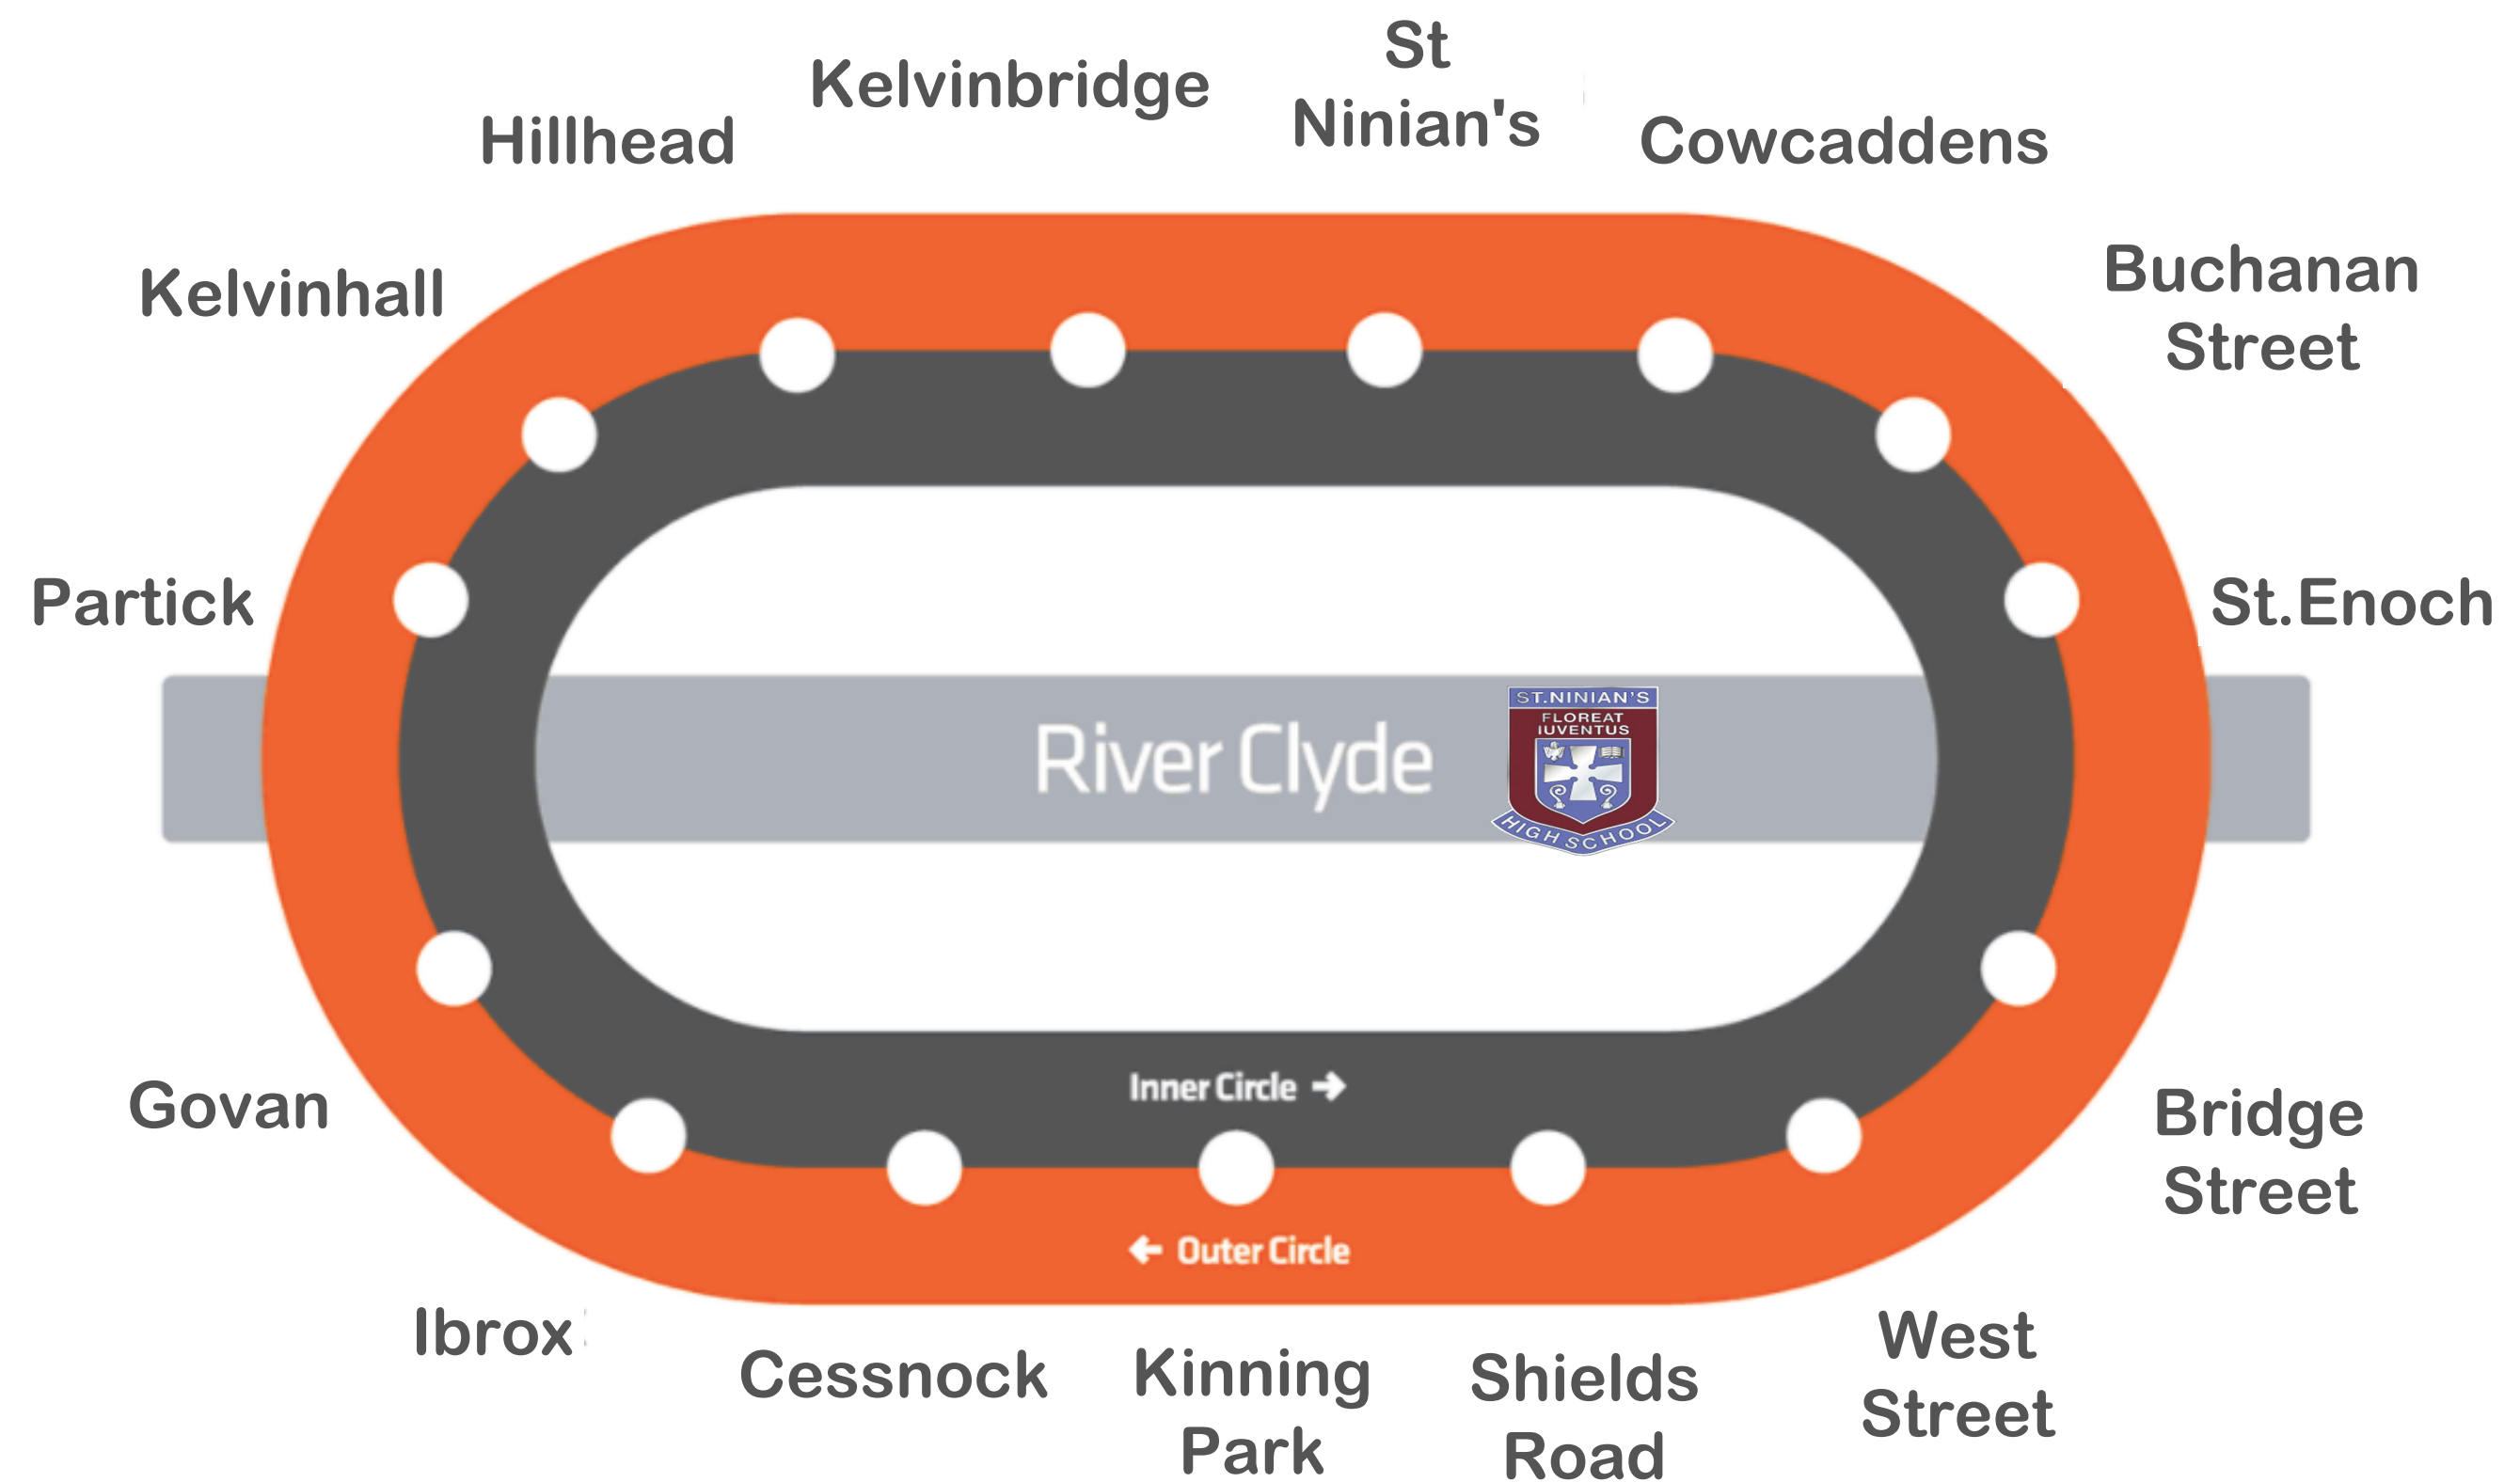 St
Ninian's
Kelvinbridge
Hillhead
Cowcaddens
Kelvinhall
Buchanan
Street
Partick
St.Enoch
River Clyde
ST.NINIAN'S
FLOREAT
IUVENTUS
HIGH SCHOOL
Inner Circle →
Govan
Bridge
Street
← Outer Circle
Ibrox
Cessnock
Kinning
Park
Shields
Road
West
Street